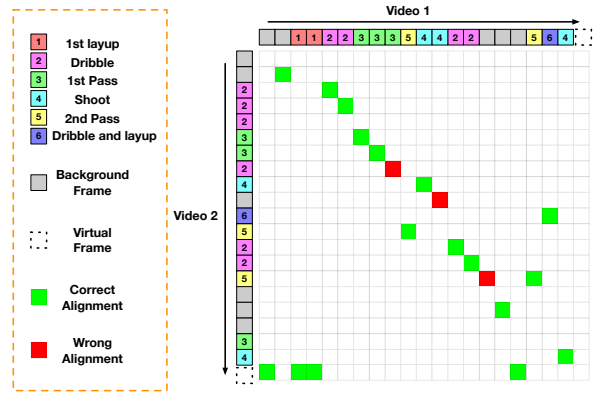 Video 1
1 1 2 2 3 3 3 5 4 4 2 2 5 6 4
1 1st layup
2 Dribble
3 1st Pass
4 Shoot
5 2nd Pass
6 Dribble and layup
Background
Frame
Virtual
Frame
Correct
Alignment
Wrong
Alignment
Video 2
2
2
2
3
3
2
4
6
5
2
2
5
3
4